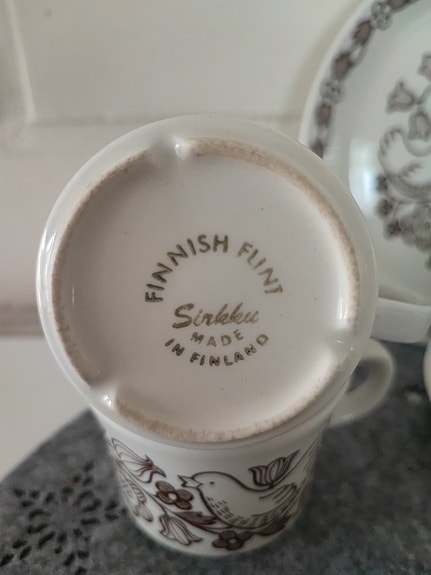 FINNISH FLINT
Sirkku
MADE
IN FINLAND